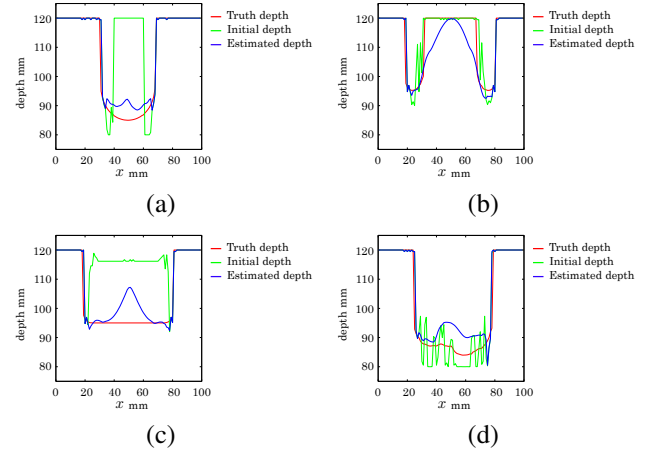 120
110
100
90
80
depth mm
0 20 40 60 80 100
x mm
Truth depth
Initial depth
Estimated depth
(a)
120
110
100
90
80
depth mm
0 20 40 60 80 100
x mm
Truth depth
Initial depth
Estimated depth
(b)
120
110
100
90
80
depth mm
0 20 40 60 80 100
x mm
Truth depth
Initial depth
Estimated depth
(c)
120
110
100
90
80
depth mm
0 20 40 60 80 100
x mm
Truth depth
Initial depth
Estimated depth
(d)